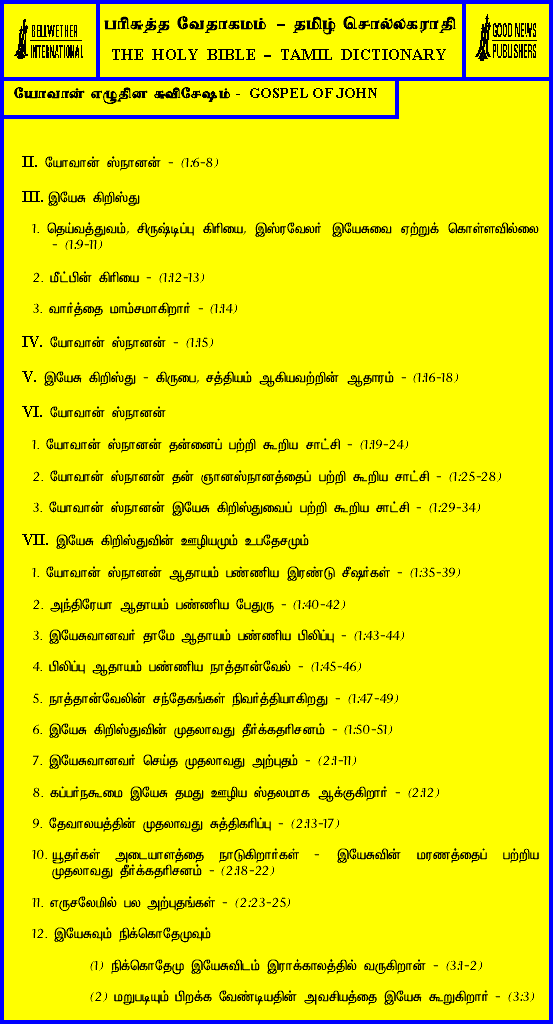 BELLWETHER
INTERNATIONAL
பரிசுத்த வேதாகமம் – தமிழ் சொல்லகராதி
THE HOLY BIBLE – TAMIL DICTIONARY
GOOD NEWS
PUBLISHERS
யோவான் எழுதின சுவிசேஷம் - GOSPEL OF JOHN
II. யோவான் ஸ்நானன் - (1:6-8)
III. இயேசு கிறிஸ்து
1. தெய்வத்துவம், சிருஷ்டிப்பு கிரியை, இஸ்ரவேலர் இயேசுவை ஏற்றுக் கொள்ளவில்லை
- (1:9-11)
2. மீட்பின் கிரியை - (1:12-13)
3. வார்த்தை மாம்சமாகிறார் - (1:14)
IV. யோவான் ஸ்நானன் - (1:15)
V. இயேசு கிறிஸ்து - கிருபை, சத்தியம் ஆகியவற்றின் ஆதாரம் - (1:16-18)
VI. யோவான் ஸ்நானன்
1. யோவான் ஸ்நானன் தன்னைப் பற்றி கூறிய சாட்சி - (1:19-24)
2. யோவான் ஸ்நானன் தன் ஞானஸ்நானத்தைப் பற்றி கூறிய சாட்சி - (1:25-28)
3. யோவான் ஸ்நானன் இயேசு கிறிஸ்துவைப் பற்றி கூறிய சாட்சி - (1:29-34)
VII. இயேசு கிறிஸ்துவின் ஊழியமும் உபதேசமும்
1. யோவான் ஸ்நானன் ஆதாயம் பண்ணிய இரண்டு சீஷர்கள் - (1:35-39)
2. அந்திரேயா ஆதாயம் பண்ணிய பேதுரு - (1:40-42)
3. இயேசுவானவர் தாமே ஆதாயம் பண்ணிய பிலிப்பு - (1:43-44)
4. பிலிப்பு ஆதாயம் பண்ணிய நாத்தான்வேல் - (1:45-46)
5. நாத்தான்வேலின் சந்தேகங்கள் நிவர்த்தியாகிறது - (1:47-49)
6. இயேசு கிறிஸ்துவின் முதலாவது தீர்க்கதரிசனம் - (1:50-51)
7. இயேசுவானவர் செய்த முதலாவது அற்புதம் - (2:1-11)
8. கப்பர்நகூமை இயேசு தமது ஊழிய ஸ்தலமாக ஆக்குகிறார் - (2:12)
9. தேவாலயத்தின் முதலாவது சுத்திகரிப்பு - (2:13-17)
10. யூதர்கள் அடையாளத்தை நாடுகிறார்கள் - இயேசுவின் மரணத்தைப் பற்றிய
முதலாவது தீர்க்கதரிசனம் - (2:18-22)
11. எருசலேமில் பல அற்புதங்கள் - (2:23-25)
12. இயேசுவும் நிக்கொதேமுவும்
(1) நிக்கொதேமு இயேசுவிடம் இராக்காலத்தில் வருகிறான் - (3:1-2)
(2) மறுபடியும் பிறக்க வேண்டியதின் அவசியத்தை இயேசு கூறுகிறார் - (3:3)